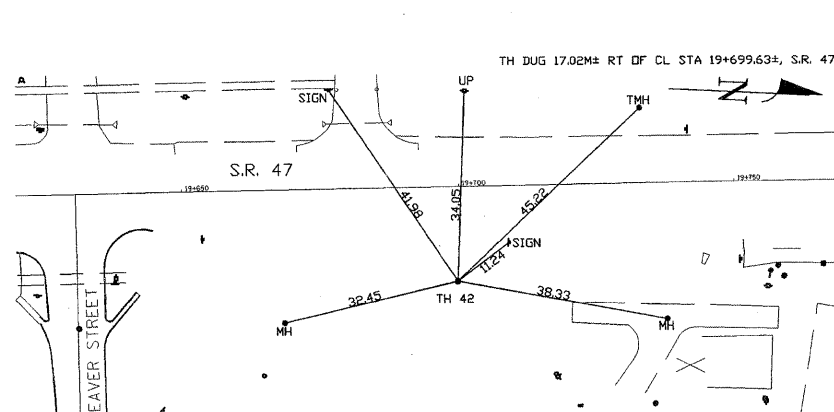 TH DUG 17.02M± RT OF CL STA 19+699.63±, S.R. 47
A
UP
SIGN
TMH
N
S.R. 47
19+650
19+700
19+750
41.98
34.05
45.22
SIGN
11.24
TH 42
32.45
38.33
MH
MH
EAVER STREET